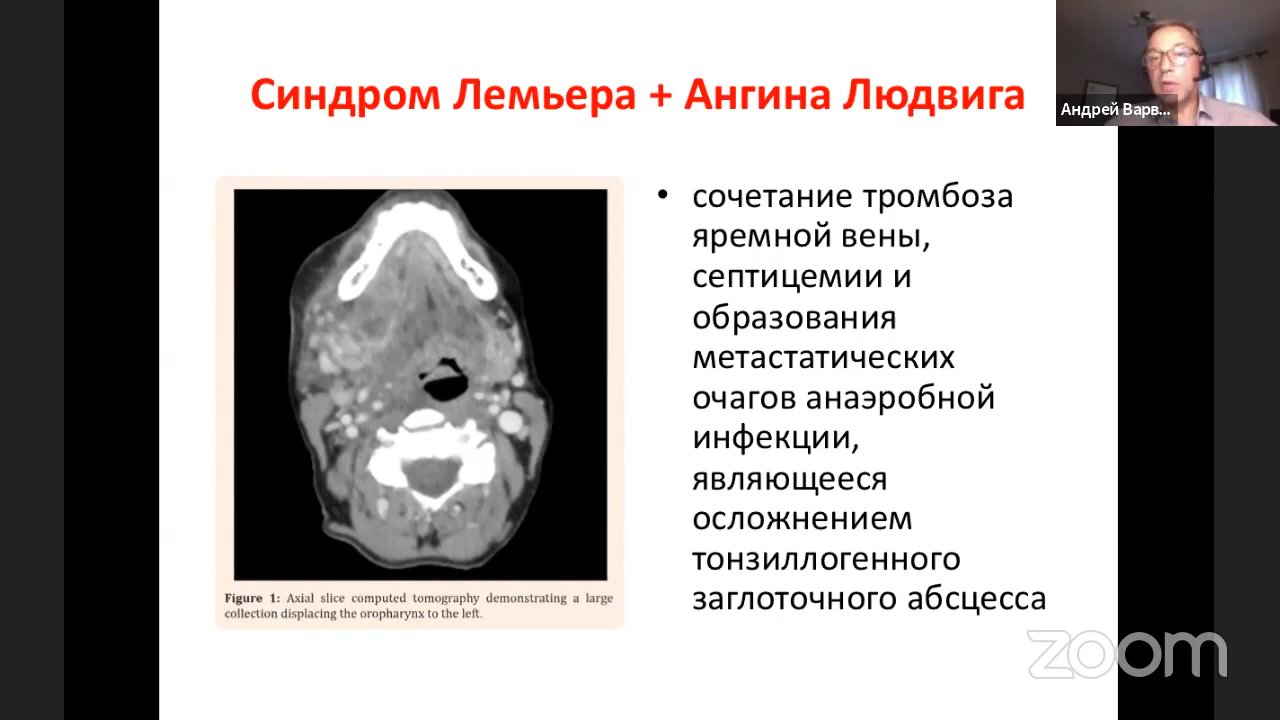 Синдром Лемьера + Ангина Людвига
Андрей Варв...
• сочетание тромбоза
яремной вены,
септицемии и
образования
метастатических
очагов анаэробной
инфекции,
являющееся
осложнением
тонзиллогенного
заглоточного абсцесса
Figure 1: Axial slice computed tomography demonstrating a large
collection displacing the oropharynx to the left.
zoom